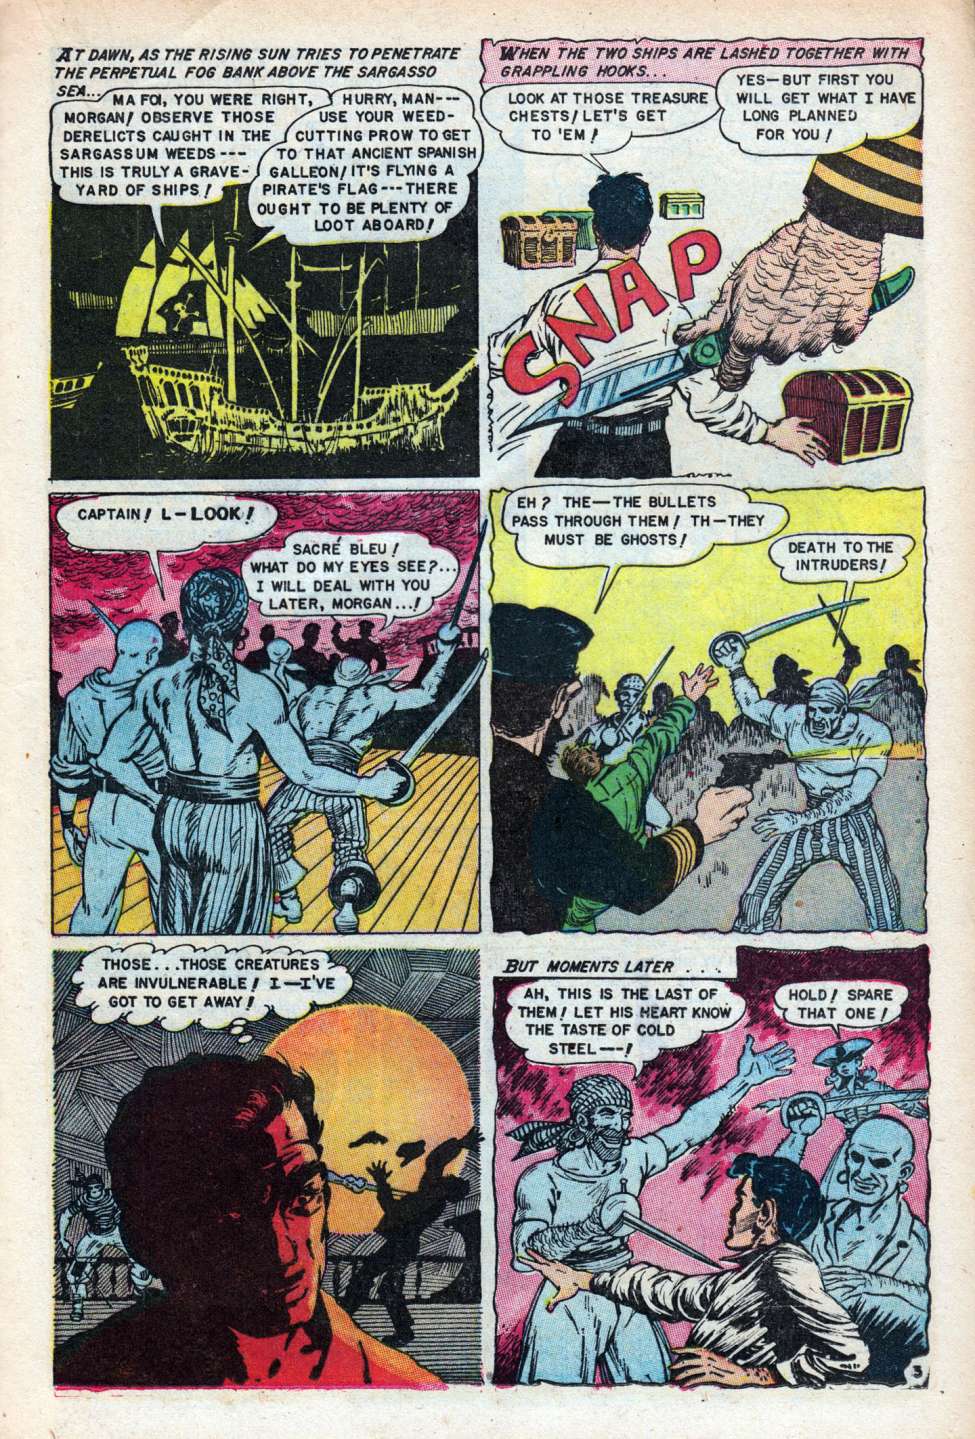 AT DAWN, AS THE RISING SUN TRIES TO PENETRATE
THE PERPETUAL FOG BANK ABOVE THE SARGASSO
SEA...
MA FOI, YOU WERE RIGHT,
MORGAN! OBSERVE THOSE
DERELICTS CAUGHT IN THE
SARGASSUM WEEDS ---
THIS IS TRULY A GRAVE-
YARD OF SHIPS!
HURRY, MAN---
USE YOUR WEED-
CUTTING PROW TO GET
TO THAT ANCIENT SPANISH
GALLEON! IT'S FLYING A
PIRATE'S FLAG --- THERE
OUGHT TO BE PLENTY OF
LOOT ABOARD!
WHEN THE TWO SHIPS ARE LASHED TOGETHER WITH
GRAPPLING HOOKS...
LOOK AT THOSE TREASURE
CHESTS! LET'S GET
TO 'EM!
YES—BUT FIRST YOU
WILL GET WHAT I HAVE
LONG PLANNED
FOR YOU!
SNAP
CAPTAIN! L-LOOK!
SACRÉ BLEU!
WHAT DO MY EYES SEE?...
I WILL DEAL WITH YOU
LATER, MORGAN...!
EH? THE—THE BULLETS
PASS THROUGH THEM! TH—THEY
MUST BE GHOSTS!
DEATH TO THE
INTRUDERS!
THOSE...THOSE CREATURES
ARE INVULNERABLE! I—I'VE
GOT TO GET AWAY!
BUT MOMENTS LATER . . .
AH, THIS IS THE LAST OF
THEM! LET HIS HEART KNOW
THE TASTE OF COLD
STEEL---!
HOLD! SPARE
THAT ONE!
3